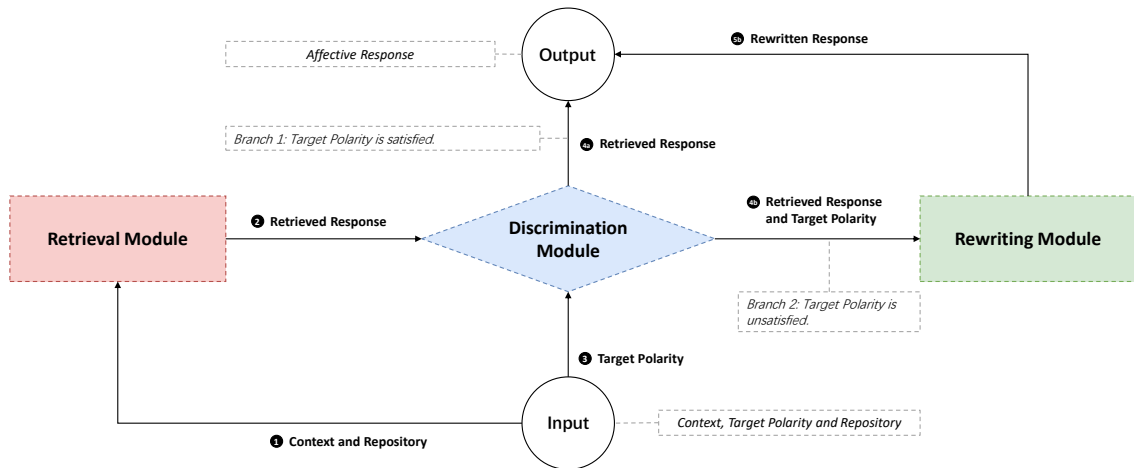 5b Rewritten Response
Affective Response
Output
Branch 1: Target Polarity is satisfied.
4a Retrieved Response
4b Retrieved Response
and Target Polarity
Retrieval Module
2 Retrieved Response
Discrimination
Module
Rewriting Module
Branch 2: Target Polarity is
unsatisfied.
3 Target Polarity
Input
Context, Target Polarity and Repository
1 Context and Repository